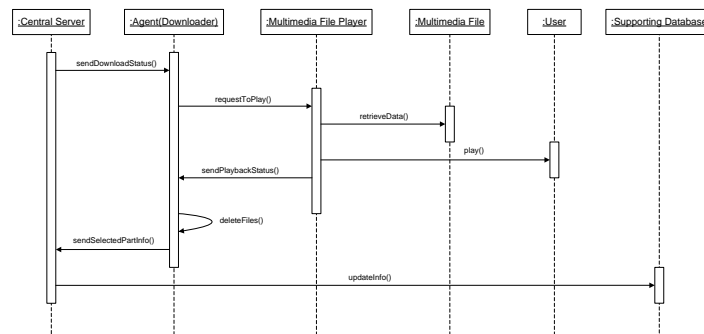 :Central Server
:Agent(Downloader)
:Multimedia File Player
:Multimedia File
:User
:Supporting Database
sendDownloadStatus()
requestToPlay()
retrieveData()
play()
sendPlaybackStatus()
deleteFiles()
sendSelectedPartInfo()
updateInfo()